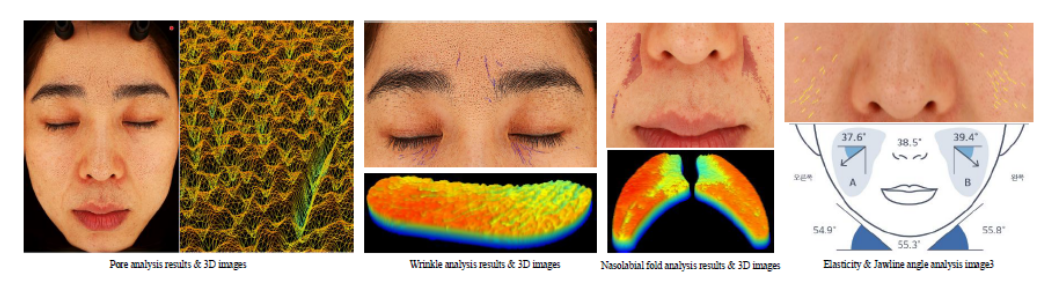 37.6˚
38.5˚
39.4˚
A
B
오른쪽
왼쪽
54.9˚
55.3˚
55.8˚
Pore analysis results & 3D images
Wrinkle analysis results & 3D images
Nasolabial fold analysis results & 3D images
Elasticity & Jawline angle analysis image3